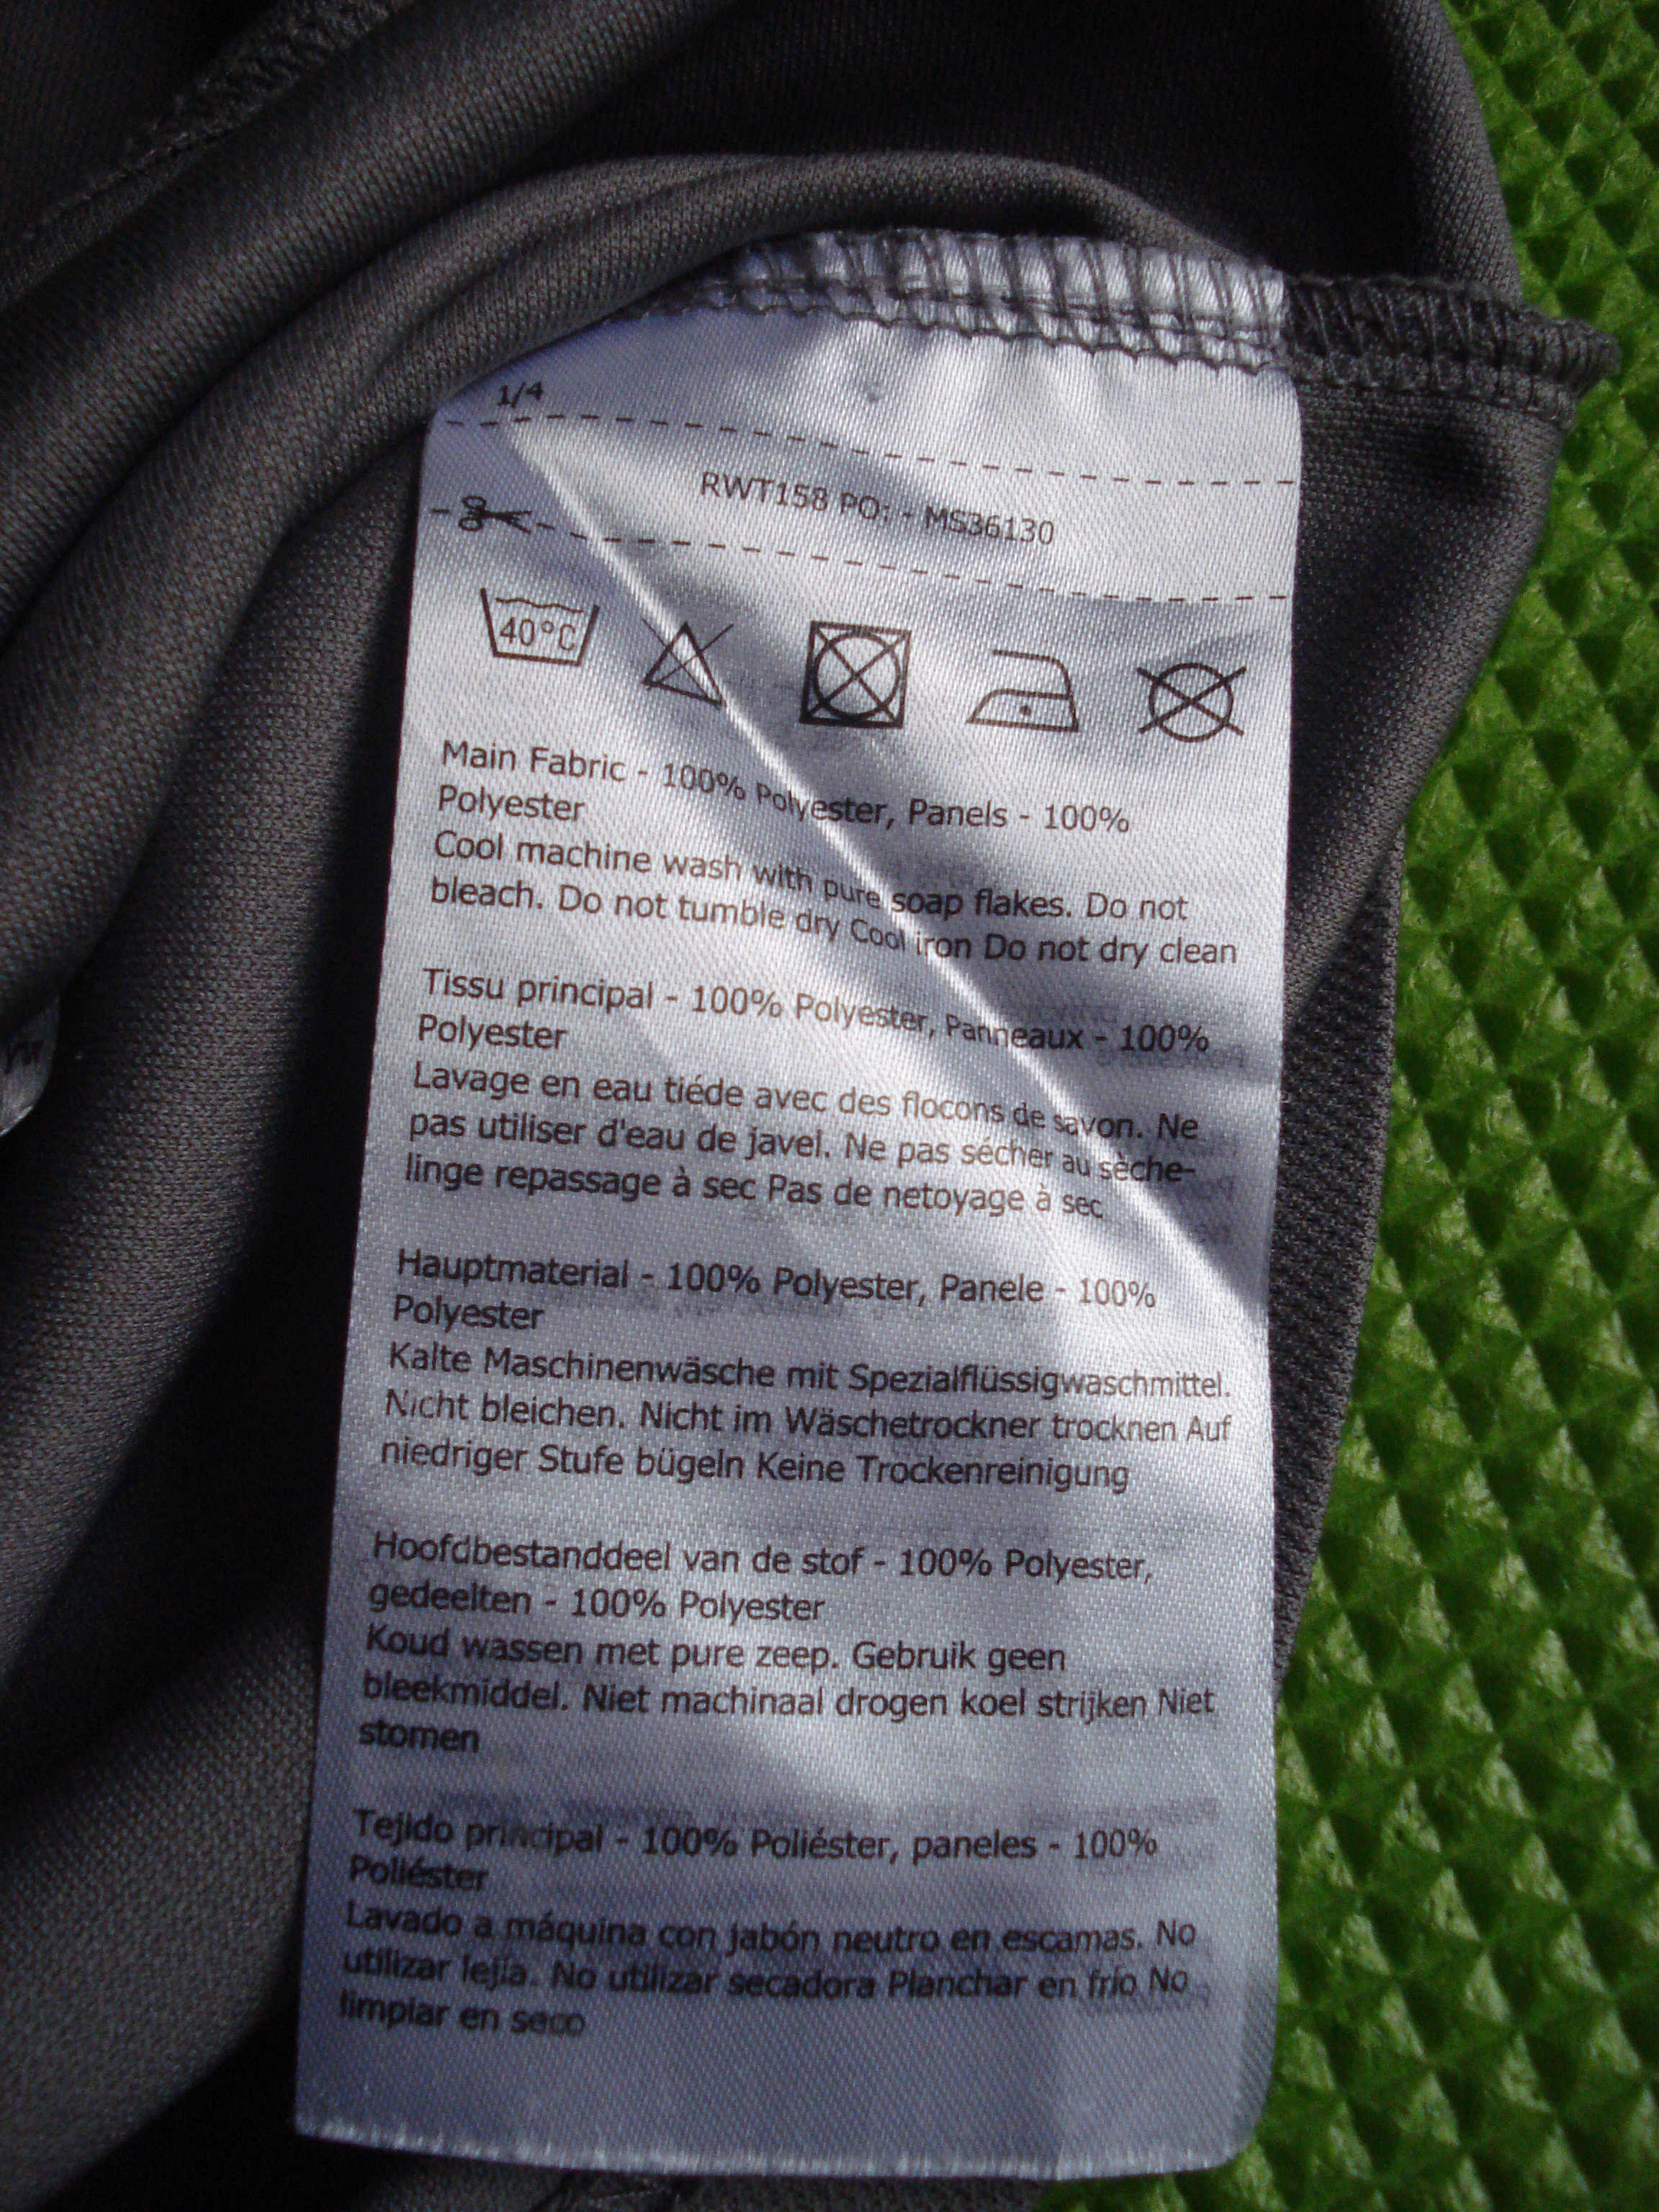 1/4
RWT158 PO: - MS36130
40°C
Main Fabric - 100% Polyester, Panels - 100%
Polyester
Cool machine wash with pure soap flakes. Do not
bleach. Do not tumble dry Cool iron Do not dry clean
Tissu principal - 100% Polyester, Panneaux - 100%
Polyester
Lavage en eau tiéde avec des flocons de savon. Ne
pas utiliser d'eau de javel. Ne pas sécher au sèche-
linge repassage à sec Pas de netoyage à sec
Hauptmaterial - 100% Polyester, Panele - 100%
Polyester
Kalte Maschinenwäsche mit Spezialflüssigwaschmittel.
Nicht bleichen. Nicht im Wäschetrockner trocknen Auf
niedriger Stufe bügeln Keine Trockenreinigung
Hoofdbestanddeel van de stof - 100% Polyester,
gedeelten - 100% Polyester
Koud wassen met pure zeep. Gebruik geen
bleekmiddel. Niet machinaal drogen koel strijken Niet
stomen
Tejido principal - 100% Poliéster, paneles - 100%
Poliéster
Lavado a máquina con jabón neutro en escamas. No
utilizar lejía. No utilizar secadora Planchar en frío No
limpiar en seco